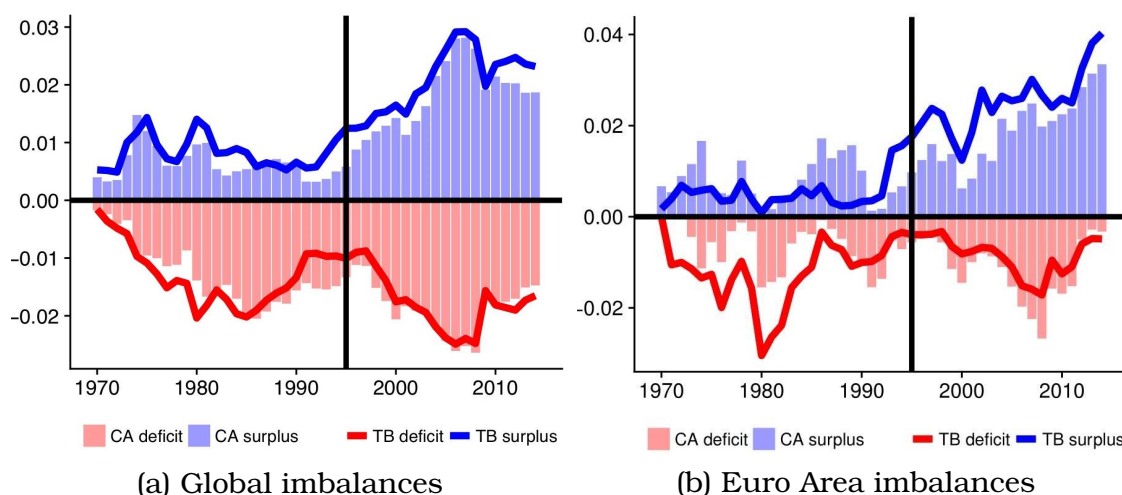 a) b)
0.03
0.02
0.01
0.00
-0.01
-0.02
1970 1980 1990 2000 2010
CA deficit CA surplus TB deficit TB surplus
(a) Global imbalances
0.04
0.02
0.00
-0.02
1970 1980 1990 2000 2010
CA deficit CA surplus TB deficit TB surplus
(b) Euro Area imbalances